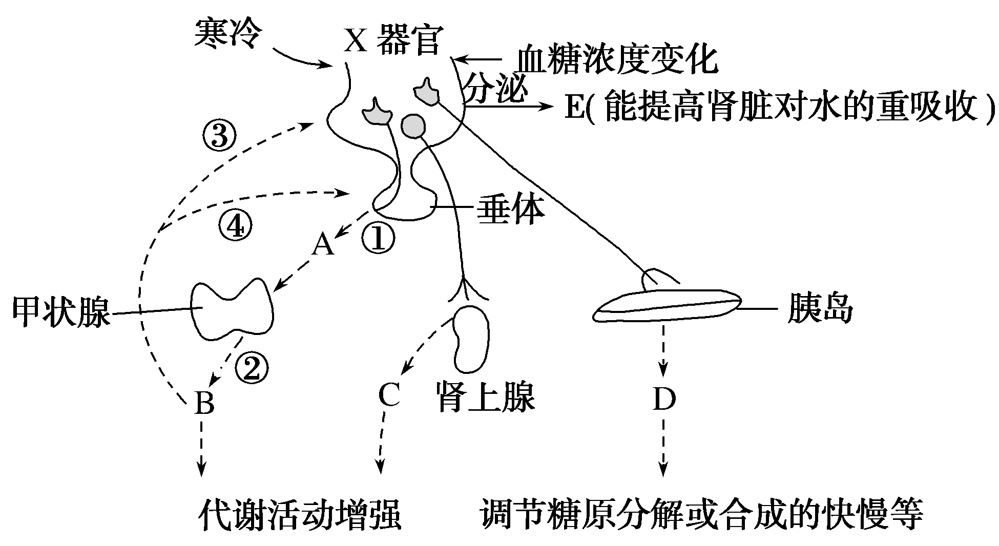 寒冷
X 器官
血糖浓度变化
分泌
E(能提高肾脏对水的重吸收)
③
④
①
垂体
A
甲状腺
胰岛
②
B
C
肾上腺
D
代谢活动增强
调节糖原分解或合成的快慢等